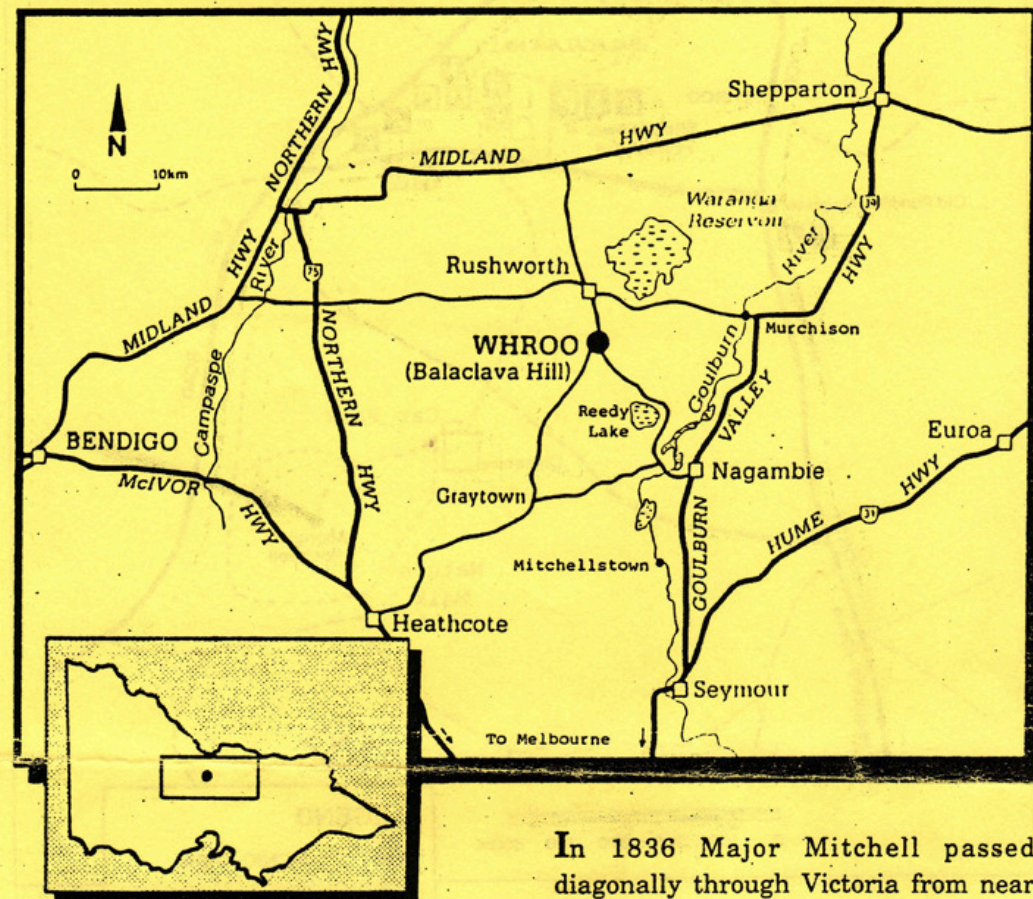 NORTHERN HWY
Shepparton
N
0 10km
MIDLAND HWY
Waranga
Reservoir
39
River
HWY
HWY
River
75
Rushworth
MIDLAND
NORTHERN
WHROO
(Balaclava Hill)
Murchison
Goulburn
Campaspe
Reedy
Lake
VALLEY
Euroa
BENDIGO
HWY
McIVOR
HWY
HWY
Graytown
Nagambie
31
HUME
GOULBURN
Mitchellstown
Heathcote
Seymour
To Melbourne
In 1836 Major Mitchell passed
diagonally through Victoria from near